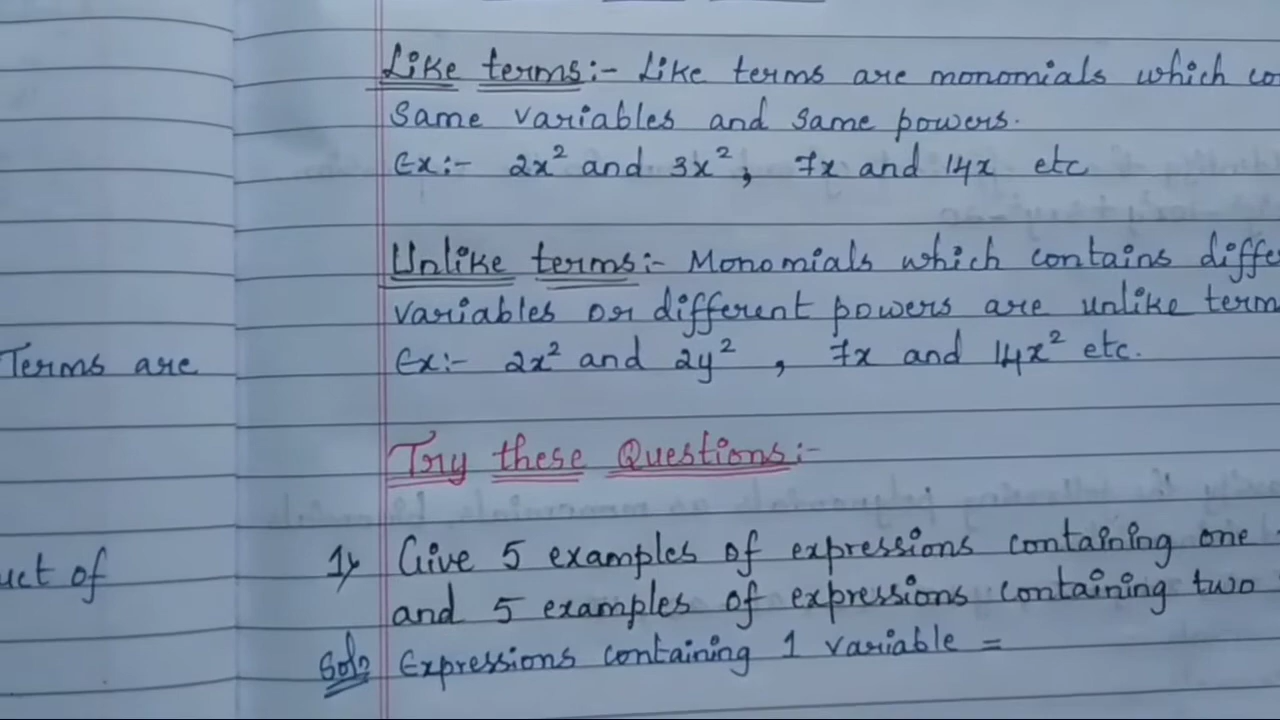 Like terms:- Like terms are monomials which co
same variables and same powers.
Ex:- 2x² and 3x², 7x and 14x etc
Unlike terms:- Monomials which contains diffe
variables or different powers are unlike term
Ex:- 2x² and 2y², 7x and 14x² etc.
Terms are
Try these Questions:-
1) Give 5 examples of expressions containing one
uct of
and 5 examples of expressions containing two
Soln Expressions containing 1 variable =